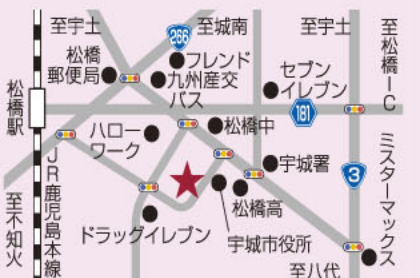 至宇土
至城南
至宇土
至松橋IC
266
フレンド
松橋
郵便局
九州産交
バス
セブン
イレブン
松橋駅
181
ハロー
ワーク
松橋中
宇城署
3
ミスターマックス
JR鹿児島本線
松橋高
ドラッグイレブン
宇城市役所
至不知火
至八代